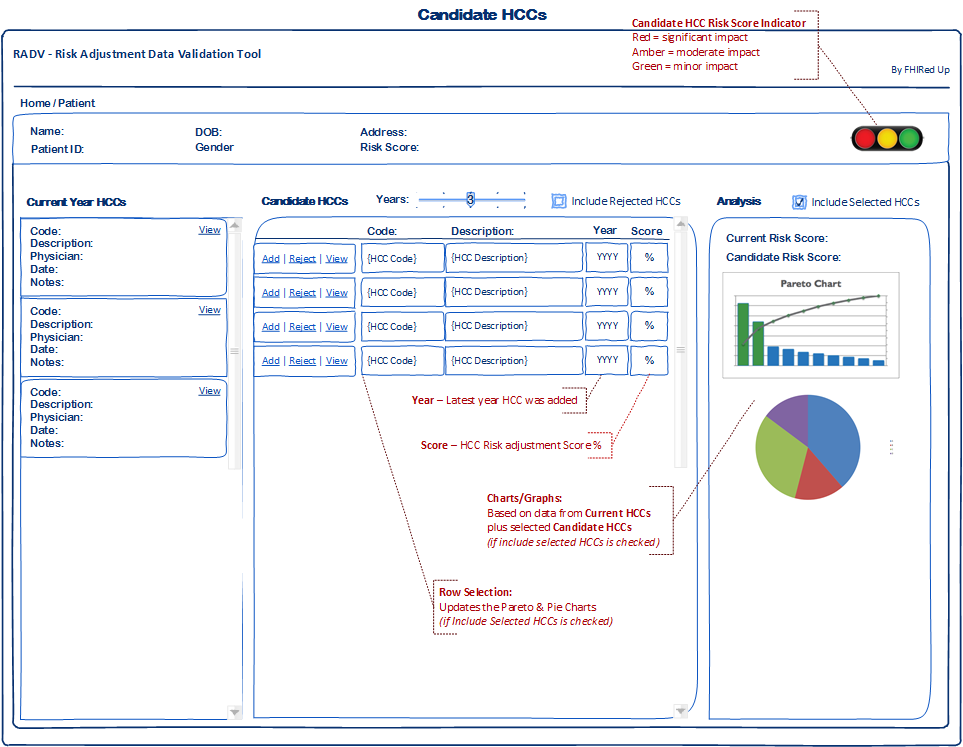 Candidate HCCs
Candidate HCC Risk Score Indicator
Red = significant impact
Amber = moderate impact
Green = minor impact
RADV - Risk Adjustment Data Validation Tool
By FHIRed Up
Home / Patient
Name:
Patient ID:
DOB:
Gender
Address:
Risk Score:
Current Year HCCs
Code:
View
Description:
Physician:
Date:
Notes:
Code:
View
Description:
Physician:
Date:
Notes:
Code:
View
Description:
Physician:
Date:
Notes:
Candidate HCCs
Years:
3
Include Rejected HCCs
Code: Description: Year Score
Add | Reject | View {HCC Code} {HCC Description} YYYY %
Add | Reject | View {HCC Code} {HCC Description} YYYY %
Add | Reject | View {HCC Code} {HCC Description} YYYY %
Add | Reject | View {HCC Code} {HCC Description} YYYY %
Year – Latest year HCC was added
Score – HCC Risk adjustment Score %
Charts/Graphs:
Based on data from Current HCCs
plus selected Candidate HCCs
(if include selected HCCs is checked)
Row Selection:
Updates the Pareto & Pie Charts
(if Include Selected HCCs is checked)
Analysis
Include Selected HCCs
Current Risk Score:
Candidate Risk Score:
Pareto Chart